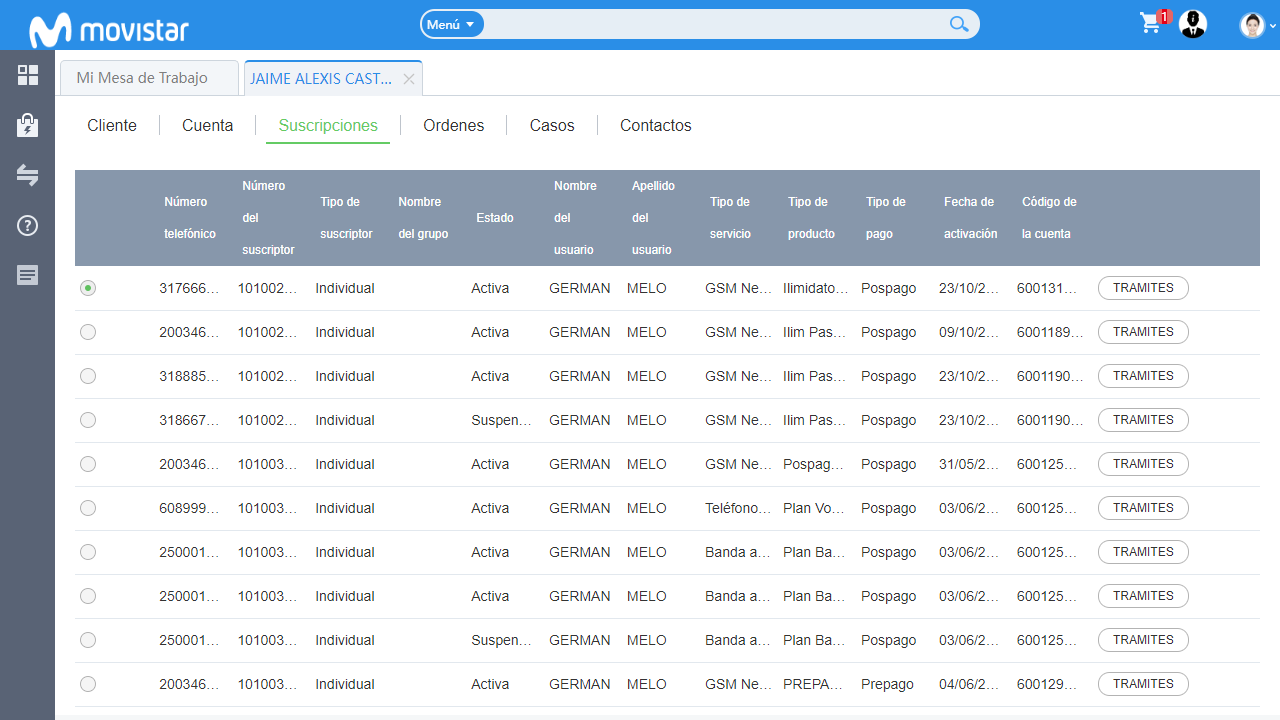 movistar Menú 1
Mi Mesa de Trabajo JAIME ALEXIS CAST...
Cliente Cuenta Suscripciones Ordenes Casos Contactos
Número telefónico Número del suscriptor Tipo de suscriptor Nombre del grupo Estado Nombre del usuario Apellido del usuario Tipo de servicio Tipo de producto Tipo de pago Fecha de activación Código de la cuenta
317666... 101002... Individual Activa GERMAN MELO GSM Ne... Ilimidato... Pospago 23/10/2... 600131... TRAMITES
200346... 101002... Individual Activa GERMAN MELO GSM Ne... Ilim Pas... Pospago 09/10/2... 6001189... TRAMITES
318885... 101002... Individual Activa GERMAN MELO GSM Ne... Ilim Pas... Pospago 23/10/2... 6001190... TRAMITES
318667... 101002... Individual Suspen... GERMAN MELO GSM Ne... Ilim Pas... Pospago 23/10/2... 6001190... TRAMITES
200346... 101003... Individual Activa GERMAN MELO GSM Ne... Pospag... Pospago 31/05/2... 600125... TRAMITES
608999... 101003... Individual Activa GERMAN MELO Teléfono... Plan Vo... Pospago 03/06/2... 600125... TRAMITES
250001... 101003... Individual Activa GERMAN MELO Banda a... Plan Ba... Pospago 03/06/2... 600125... TRAMITES
250001... 101003... Individual Activa GERMAN MELO Banda a... Plan Ba... Pospago 03/06/2... 600125... TRAMITES
250001... 101003... Individual Suspen... GERMAN MELO Banda a... Plan Ba... Pospago 03/06/2... 600125... TRAMITES
200346... 101003... Individual Activa GERMAN MELO GSM Ne... PREPA... Prepago 04/06/2... 600129... TRAMITES